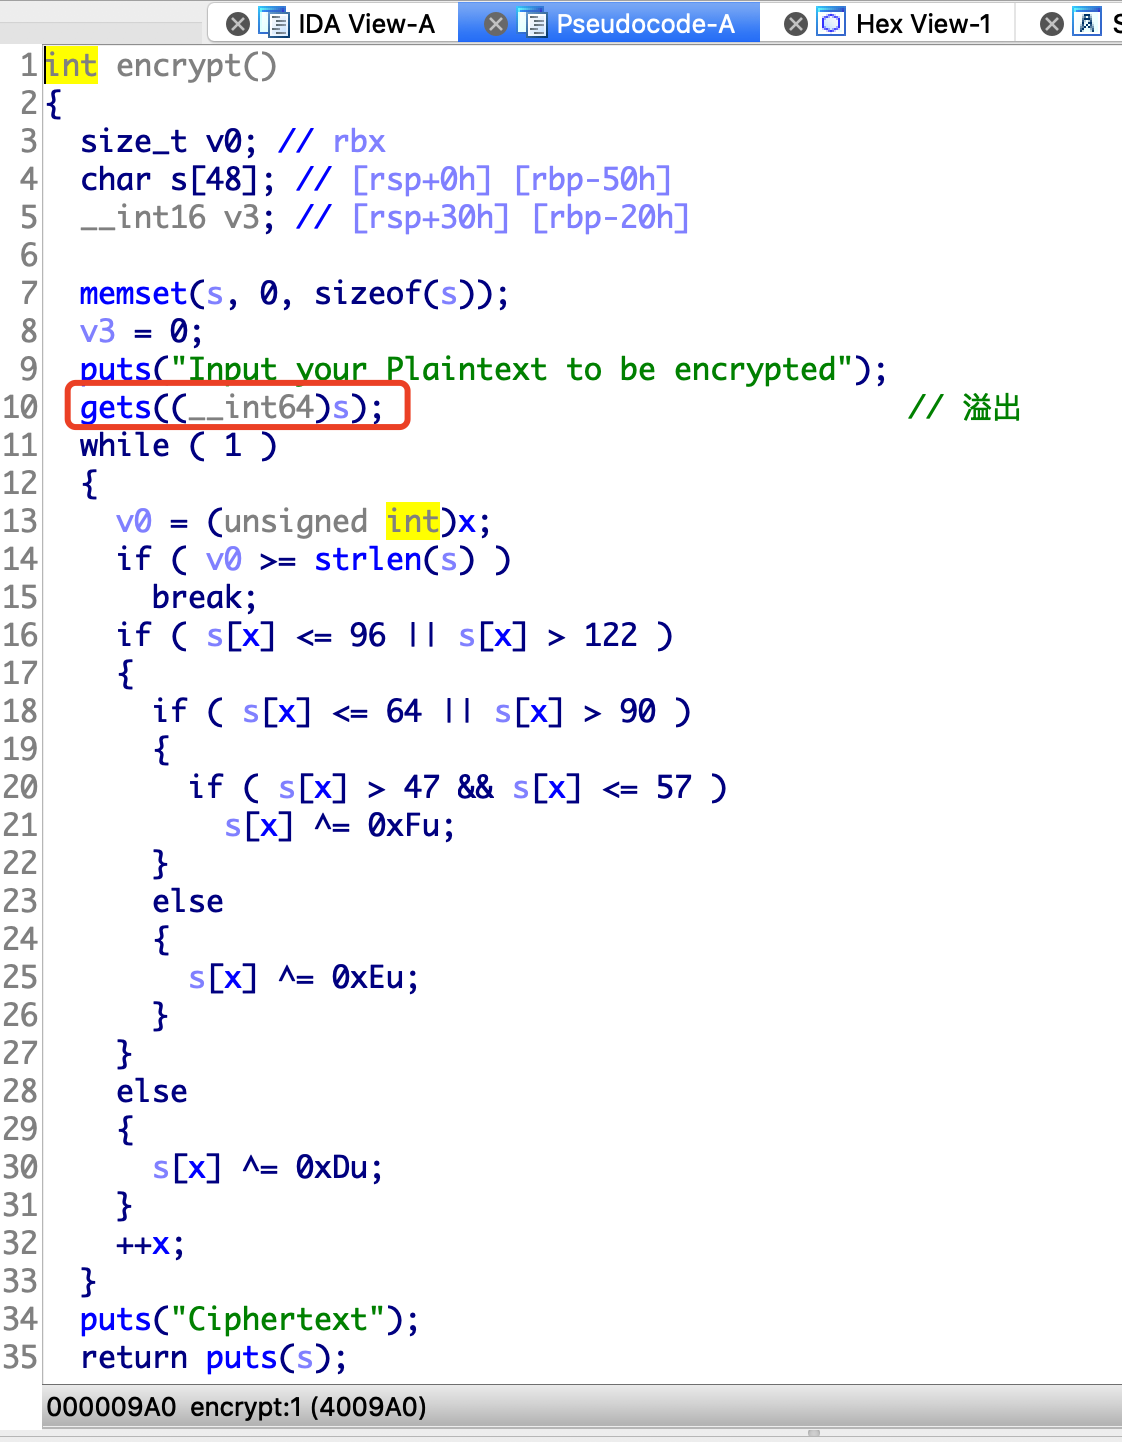 IDA View-A Pseudocode-A Hex View-1 S
1 int encrypt()
2 {
3   size_t v0; // rbx
4   char s[48]; // [rsp+0h] [rbp-50h]
5   __int16 v3; // [rsp+30h] [rbp-20h]
6
7   memset(s, 0, sizeof(s));
8   v3 = 0;
9   puts("Input your Plaintext to be encrypted");
10   gets((__int64)s);                             // 溢出
11   while ( 1 )
12   {
13     v0 = (unsigned int)x;
14     if ( v0 >= strlen(s) )
15       break;
16     if ( s[x] <= 96 || s[x] > 122 )
17     {
18       if ( s[x] <= 64 || s[x] > 90 )
19       {
20         if ( s[x] > 47 && s[x] <= 57 )
21           s[x] ^= 0xFu;
22       }
23       else
24       {
25         s[x] ^= 0xEu;
26       }
27     }
28     else
29     {
30       s[x] ^= 0xDu;
31     }
32     ++x;
33   }
34   puts("Ciphertext");
35   return puts(s);
000009A0 encrypt:1 (4009A0)